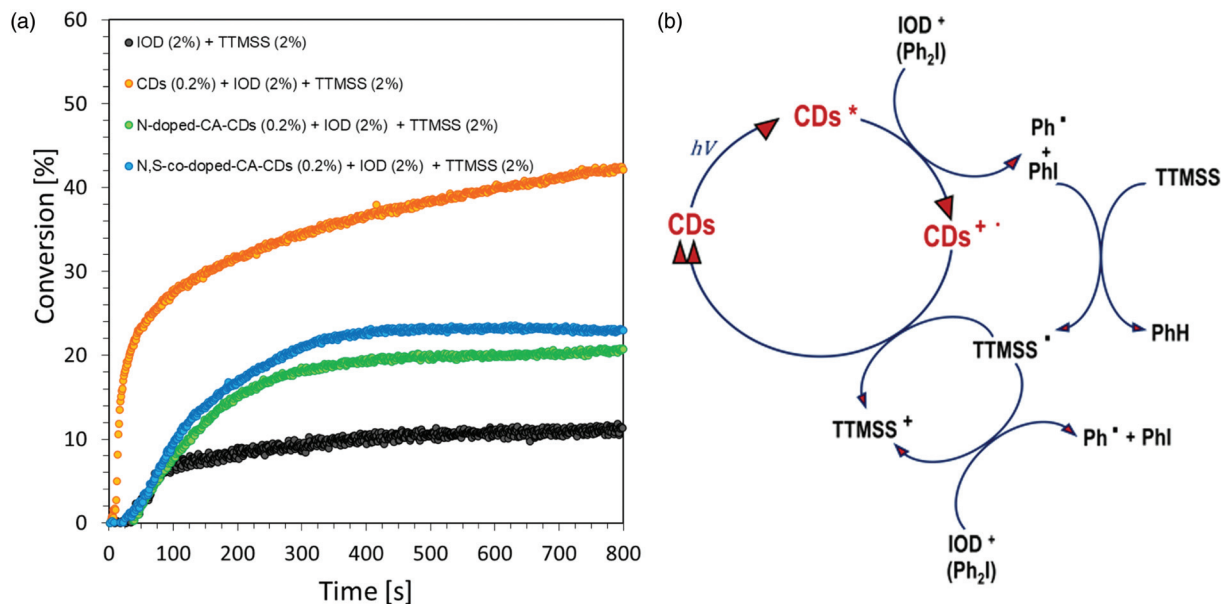 (a)
60
50
40
30
20
10
0
Conversion [%]
IOD (2%) + TTMSS (2%)
CDs (0.2%) + IOD (2%) + TTMSS (2%)
N-doped-CA-CDs (0.2%) + IOD (2%) + TTMSS (2%)
N,S-co-doped-CA-CDs (0.2%) + IOD (2%) + TTMSS (2%)
0 100 200 300 400 500 600 700 800
Time [s]
(b)
IOD +
(Ph2I)
CDs *
hV
Ph ▪
+
PhI
TTMSS
CDs
CDs + ·
TTMSS ▪
PhH
TTMSS +
Ph ▪ + PhI
IOD +
(Ph2I)